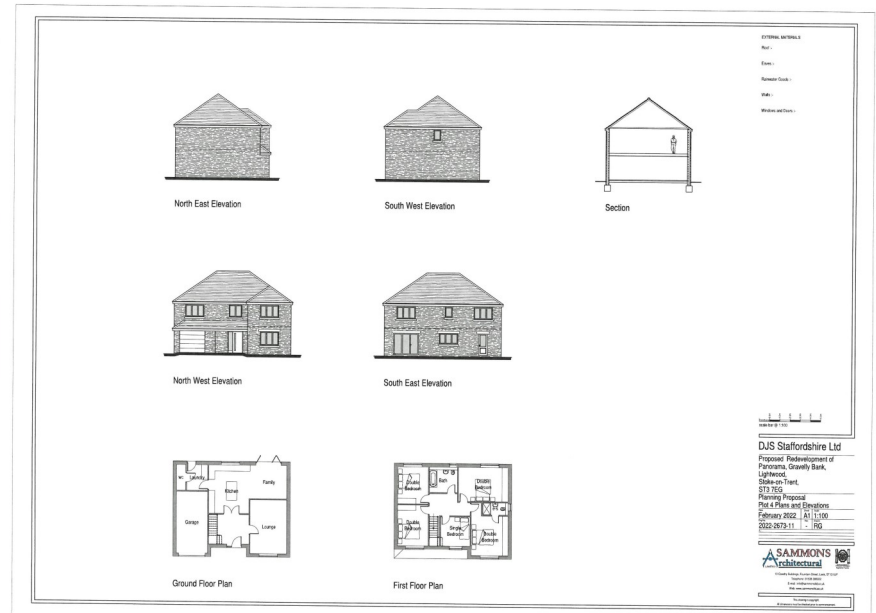 EXTERNAL MATERIALS
Roof :-
Eaves :-
Rainwater Goods :-
Walls :-
Windows and Doors :-
North East Elevation
South West Elevation
Section
North West Elevation
South East Elevation
wc
Laundry
Kitchen
Family
Garage
Lounge
Ground Floor Plan
Double
Bedroom
Bath
Double
Bedroom
Double
Bedroom
Single
Bedroom
Double
Bedroom
First Floor Plan
scale bar @ 1:100
DJS Staffordshire Ltd
Proposed Redevelopment of
Panorama, Gravelly Bank,
Lightwood,
Stoke-on-Trent,
ST3 7EG
Planning Proposal
Plot 4 Plans and Elevations
February 2022 A1 1:100
2022-2673-11 - RG
SAMMONS
Architectural